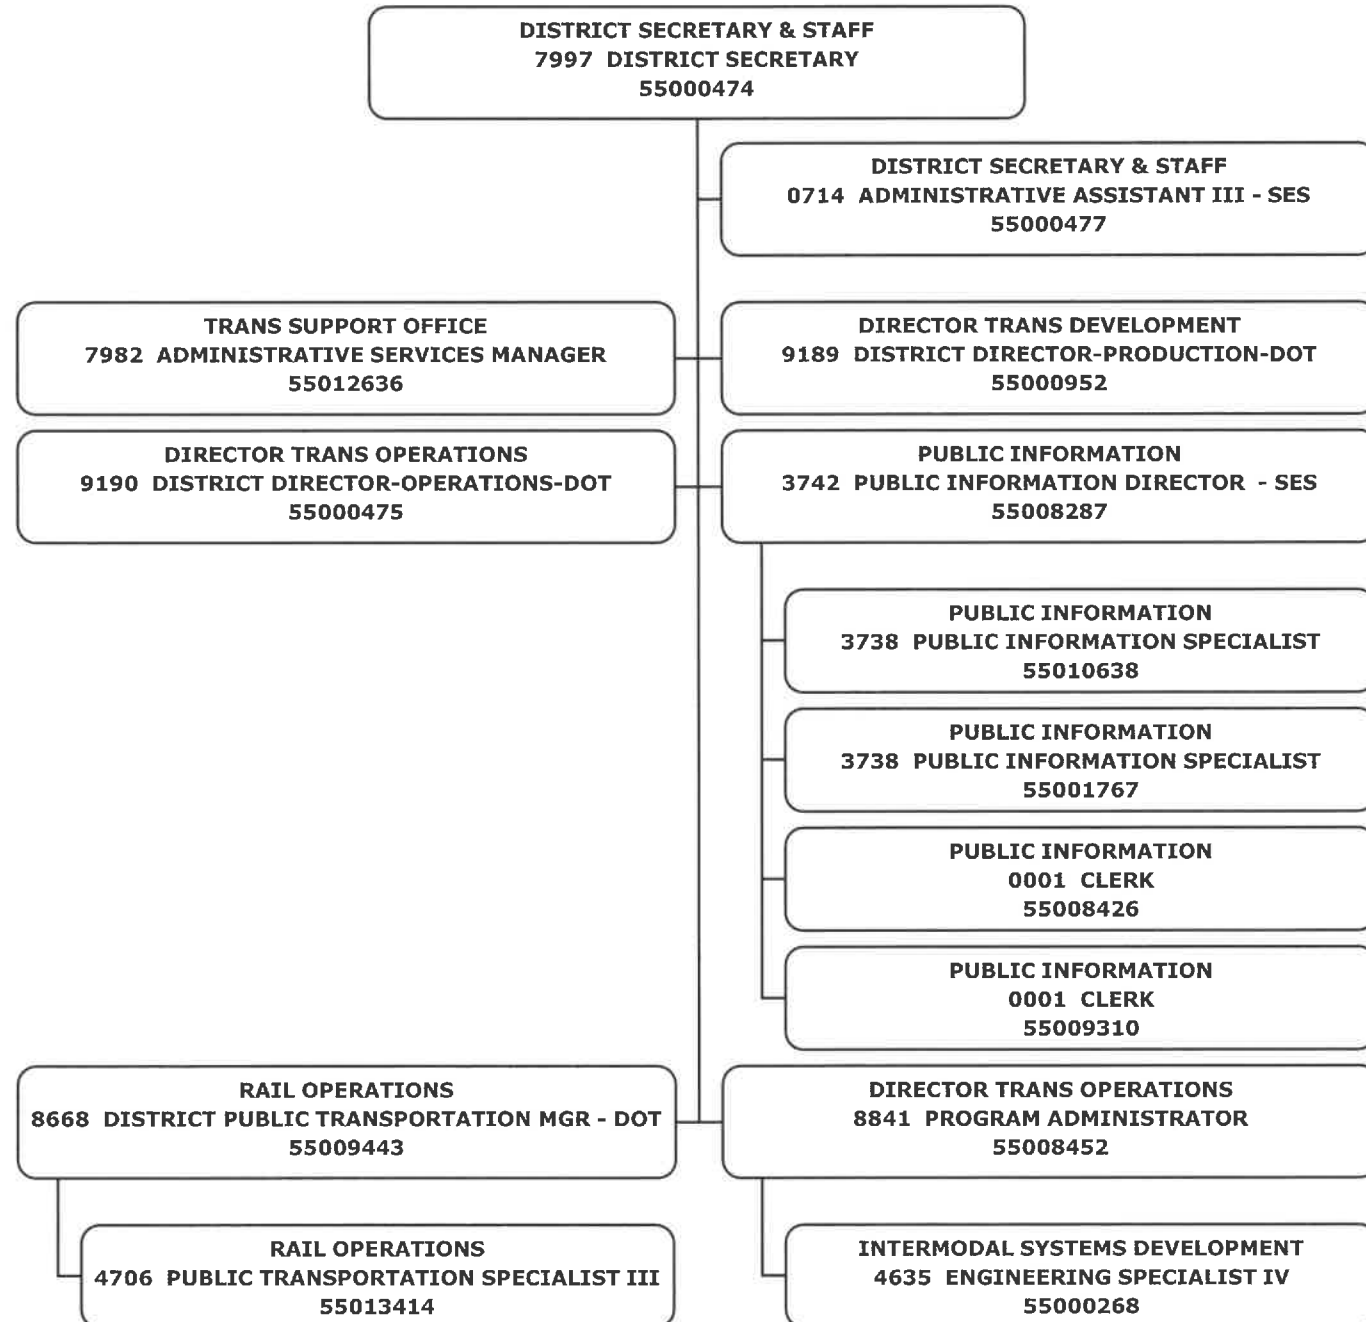 DISTRICT SECRETARY & STAFF
7997 DISTRICT SECRETARY
55000474
DISTRICT SECRETARY & STAFF
0714 ADMINISTRATIVE ASSISTANT III - SES
55000477
TRANS SUPPORT OFFICE
7982 ADMINISTRATIVE SERVICES MANAGER
55012636
DIRECTOR TRANS DEVELOPMENT
9189 DISTRICT DIRECTOR-PRODUCTION-DOT
55000952
DIRECTOR TRANS OPERATIONS
9190 DISTRICT DIRECTOR-OPERATIONS-DOT
55000475
PUBLIC INFORMATION
3742 PUBLIC INFORMATION DIRECTOR - SES
55008287
PUBLIC INFORMATION
3738 PUBLIC INFORMATION SPECIALIST
55010638
PUBLIC INFORMATION
3738 PUBLIC INFORMATION SPECIALIST
55001767
PUBLIC INFORMATION
0001 CLERK
55008426
PUBLIC INFORMATION
0001 CLERK
55009310
RAIL OPERATIONS
8668 DISTRICT PUBLIC TRANSPORTATION MGR - DOT
55009443
DIRECTOR TRANS OPERATIONS
8841 PROGRAM ADMINISTRATOR
55008452
RAIL OPERATIONS
4706 PUBLIC TRANSPORTATION SPECIALIST III
55013414
INTERMODAL SYSTEMS DEVELOPMENT
4635 ENGINEERING SPECIALIST IV
55000268